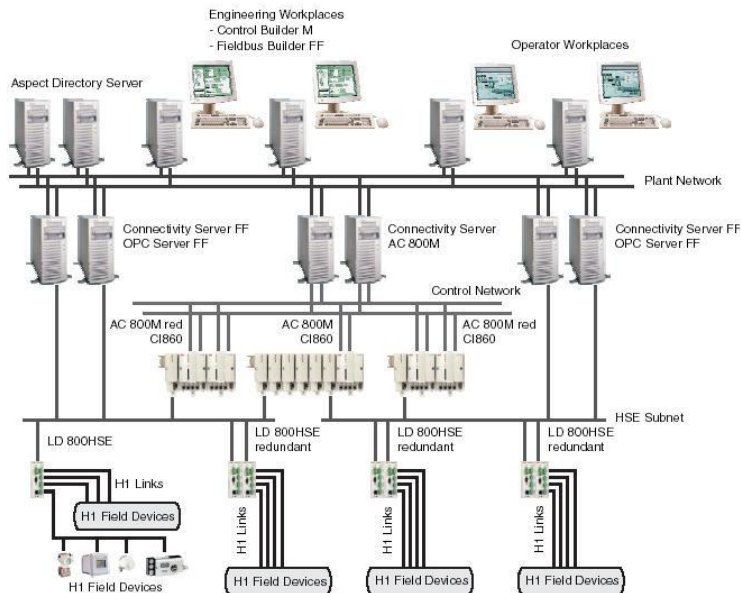 Engineering Workplaces
- Control Builder M
- Fieldbus Builder FF
Operator Workplaces
Aspect Directory Server
Plant Network
Connectivity Server FF
OPC Server FF
Connectivity Server
AC 800M
Connectivity Server FF
OPC Server FF
Control Network
AC 800M red
CI860
AC 800M
CI860
AC 800M red
CI860
HSE Subnet
LD 800HSE
LD 800HSE
redundant
LD 800HSE
redundant
LD 800HSE
redundant
H1 Links
H1 Field Devices
H1 Field Devices
H1 Links
H1 Field Devices
H1 Links
H1 Field Devices
H1 Links
H1 Field Devices